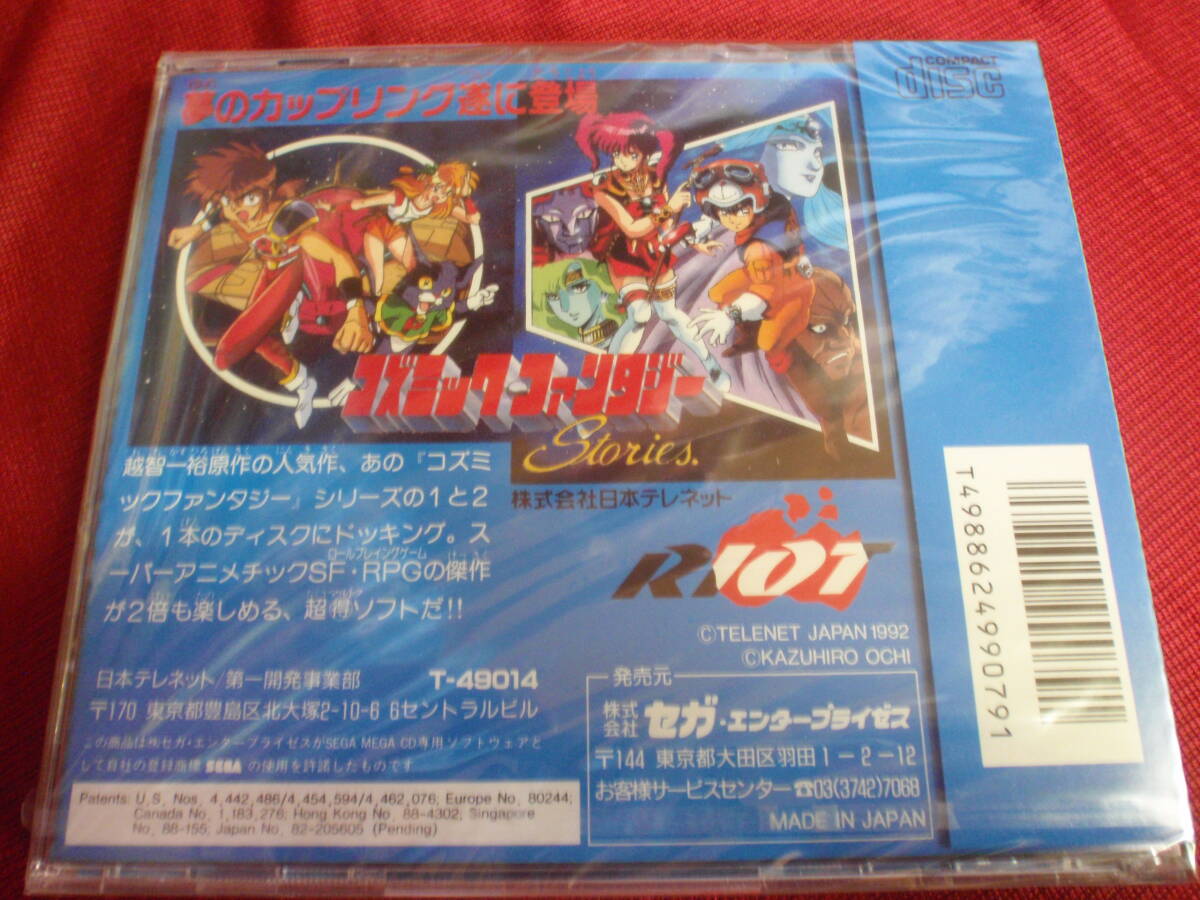 COMPACT
disc
夢のカップリング遂に登場
コズミック・ファンタジー
Stories.
越智一裕原作の人気作、あの『コズミ
ックファンタジー』シリーズの1と2
が、1本のディスクにドッキング。ス
ロールプレイングゲーム
ーパーアニメチックSF・RPGの傑作
が2倍も楽しめる、超得ソフトだ!!
株式会社日本テレネット
RIOT
©TELENET JAPAN 1992
©KAZUHIRO OCHI
日本テレネット/第一開発事業部 T-49014
〒170 東京都豊島区北大塚2-10-6 6セントラルビル
この商品は㈱セガ・エンタープライゼスがSEGA MEGA CD専用ソフトウェアと
して自社の登録商標 SEGA の使用を許諾したものです
Patents: U.S. Nos. 4,442,486/4,454,594/4,462,076; Europe No. 80244;
Canada No. 1,183,276; Hong Kong No. 88-4302; Singapore
No. 88-155; Japan No. 82-205605 (Pending)
発売元
株式会社 セガ・エンタープライゼス
〒144 東京都大田区羽田1-2-12
お客様サービスセンター ☎03(3742)7068
MADE IN JAPAN
T4988624990791